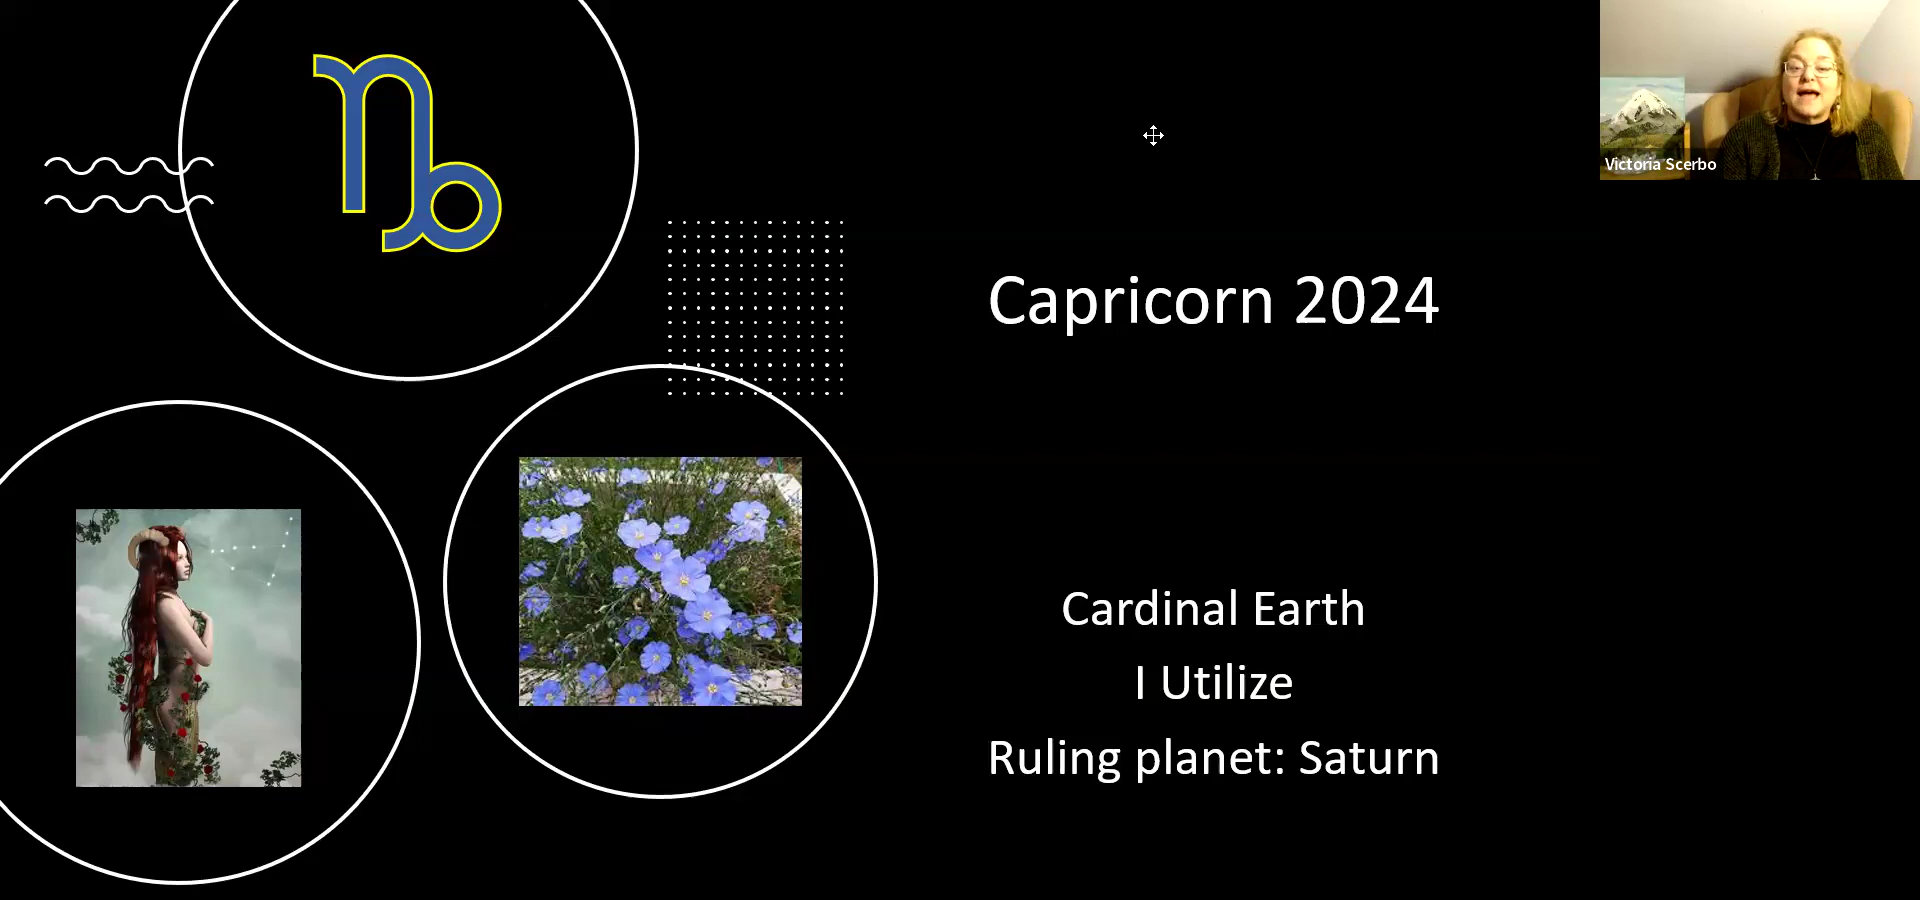 Victoria Scerbo
Capricorn 2024
Cardinal Earth
I Utilize
Ruling planet: Saturn